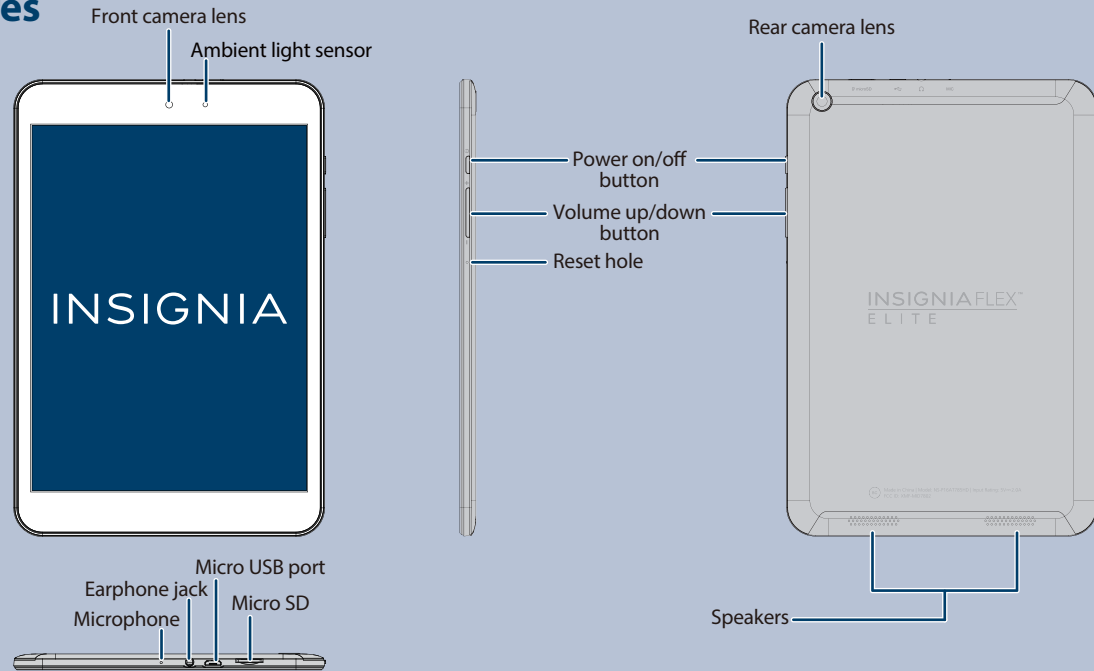 es
Front camera lens
Ambient light sensor
Rear camera lens
INSIGNIA
Power on/off
button
Volume up/down
button
Reset hole
INSIGNIA FLEX™
ELITE
Micro USB port
Earphone jack
Micro SD
Microphone
Speakers